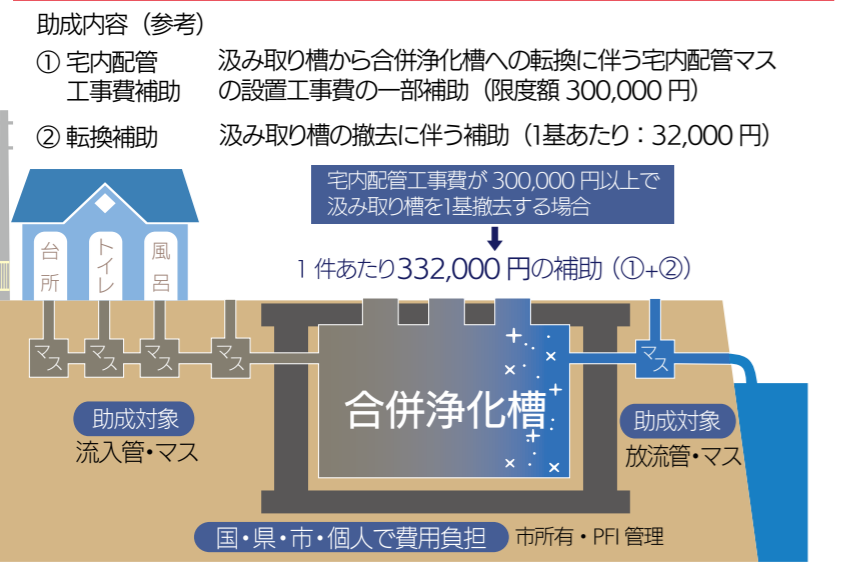 助成内容（参考）
① 宅内配管工事費補助 汲み取り槽から合併浄化槽への転換に伴う宅内配管マスの設置工事費の一部補助（限度額 300,000 円）
② 転換補助 汲み取り槽の撤去に伴う補助（1基あたり：32,000 円）
宅内配管工事費が 300,000 円以上で
汲み取り槽を1基撤去する場合
1 件あたり332,000 円の補助（①+②）
台所
トイレ
風呂
マス
マス
マス
マス
合併浄化槽
マス
助成対象
流入管・マス
助成対象
放流管・マス
国・県・市・個人で費用負担 市所有・PFI 管理